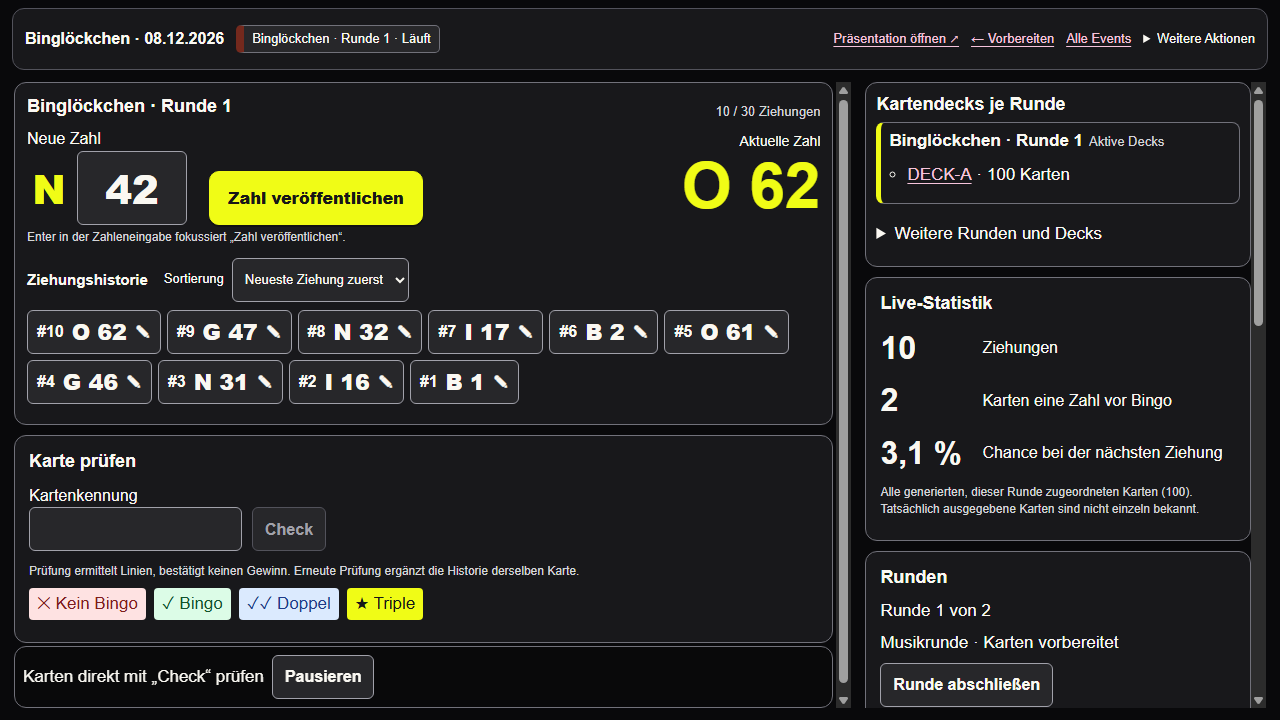 Binglöckchen · 08.12.2026
Binglöckchen · Runde 1 · Läuft
Präsentation öffnen ↗
← Vorbereiten
Alle Events
▶ Weitere Aktionen
Binglöckchen · Runde 1
10 / 30 Ziehungen
Neue Zahl
Aktuelle Zahl
N 42
Zahl veröffentlichen
O 62
Enter in der Zahleneingabe fokussiert „Zahl veröffentlichen“.
Ziehungshistorie
Sortierung
Neueste Ziehung zuerst
#10 O 62 ✎
#9 G 47 ✎
#8 N 32 ✎
#7 I 17 ✎
#6 B 2 ✎
#5 O 61 ✎
#4 G 46 ✎
#3 N 31 ✎
#2 I 16 ✎
#1 B 1 ✎
Karte prüfen
Kartenkennung
Check
Prüfung ermittelt Linien, bestätigt keinen Gewinn. Erneute Prüfung ergänzt die Historie derselben Karte.
✕ Kein Bingo
✓ Bingo
✓✓ Doppel
★ Triple
Karten direkt mit „Check“ prüfen
Pausieren
Kartendecks je Runde
Binglöckchen · Runde 1 Aktive Decks
DECK-A · 100 Karten
▶ Weitere Runden und Decks
Live-Statistik
10 Ziehungen
2 Karten eine Zahl vor Bingo
3,1 % Chance bei der nächsten Ziehung
Alle generierten, dieser Runde zugeordneten Karten (100).
Tatsächlich ausgegebene Karten sind nicht einzeln bekannt.
Runden
Runde 1 von 2
Musikrunde · Karten vorbereitet
Runde abschließen